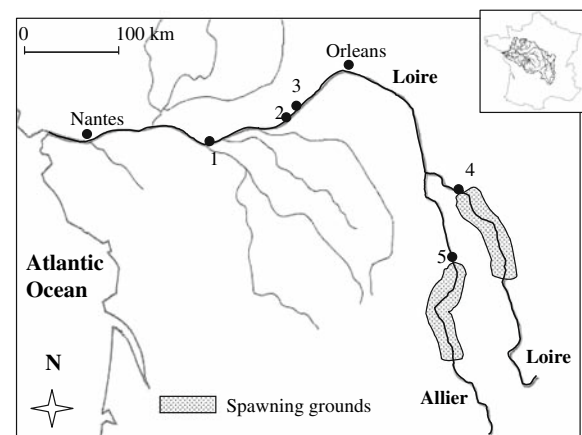 0 100 km
Orleans
Loire
3
Nantes
2
1
4
5
Atlantic
Ocean
N
Loire
Allier
Spawning grounds